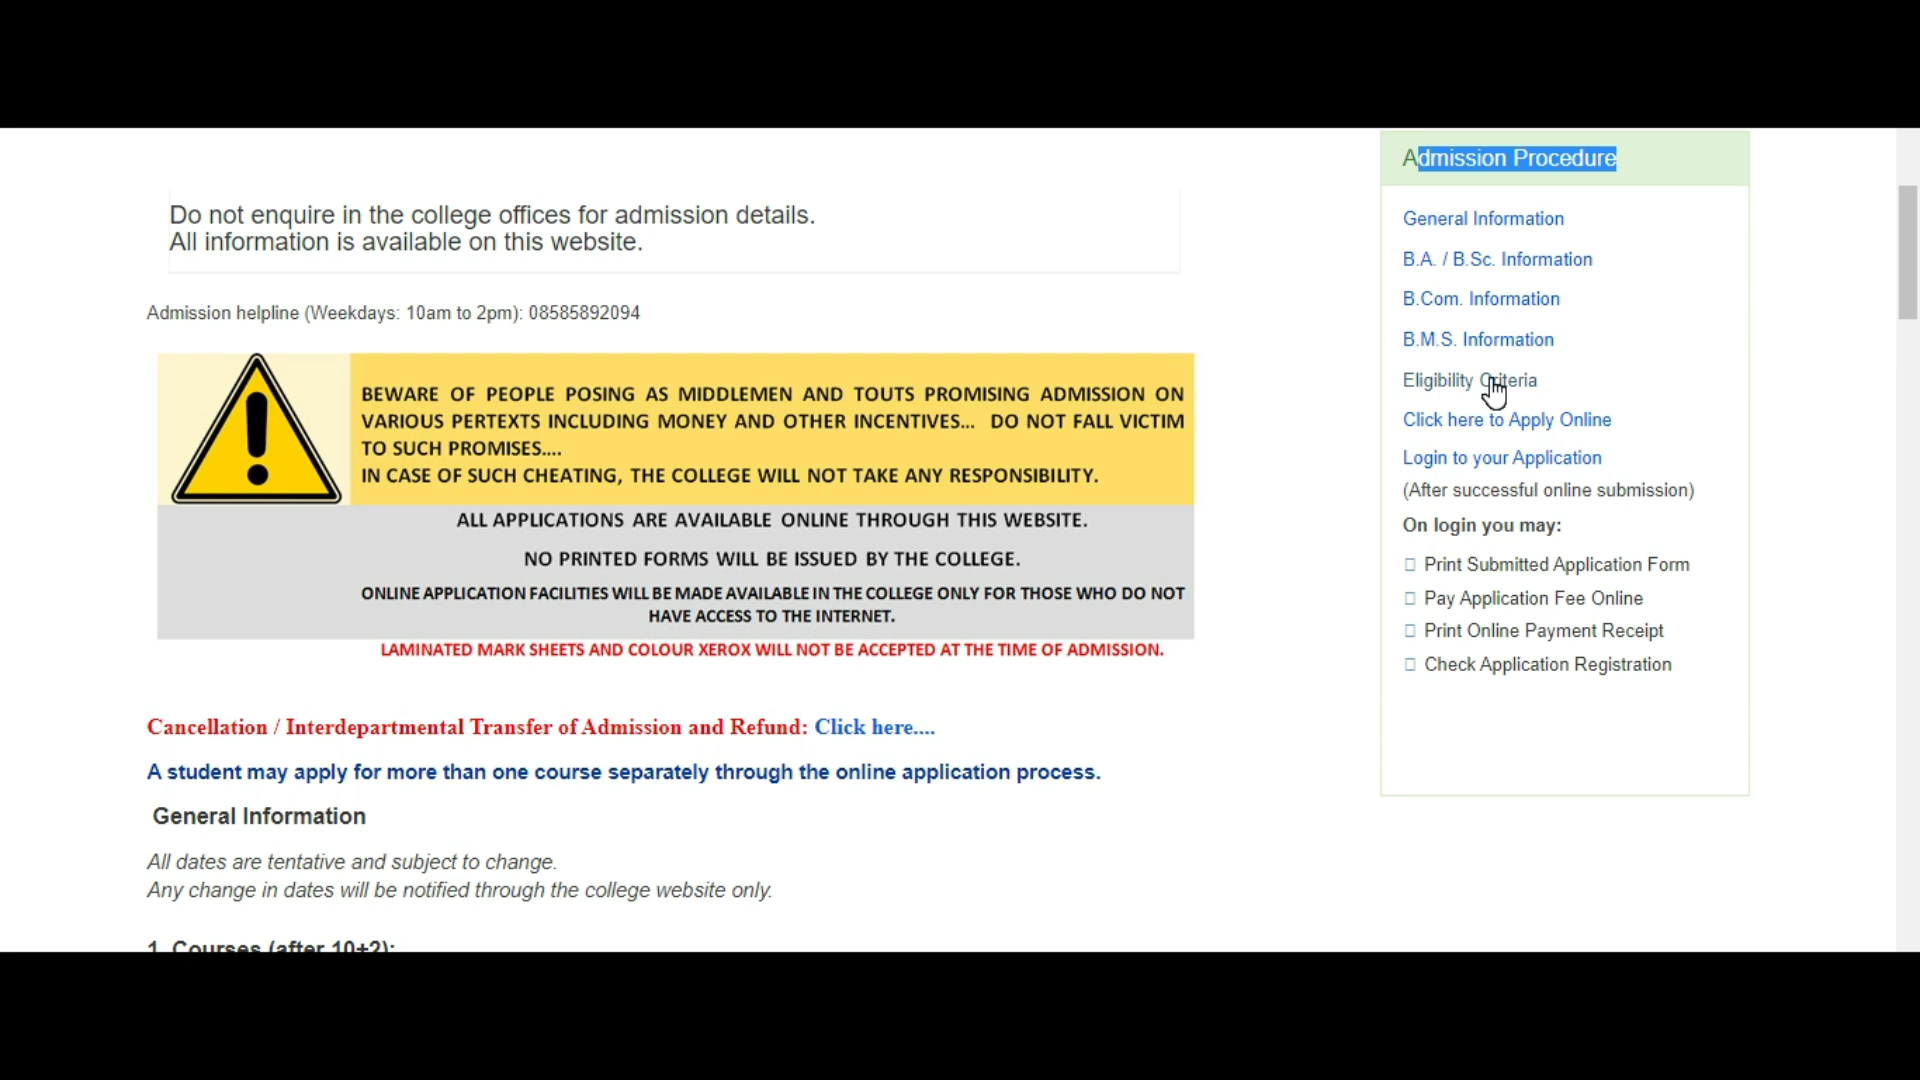 Do not enquire in the college offices for admission details.
All information is available on this website.
Admission helpline (Weekdays: 10am to 2pm): 08585892094
BEWARE OF PEOPLE POSING AS MIDDLEMEN AND TOUTS PROMISING ADMISSION ON
VARIOUS PERTEXTS INCLUDING MONEY AND OTHER INCENTIVES... DO NOT FALL VICTIM
TO SUCH PROMISES....
IN CASE OF SUCH CHEATING, THE COLLEGE WILL NOT TAKE ANY RESPONSIBILITY.
ALL APPLICATIONS ARE AVAILABLE ONLINE THROUGH THIS WEBSITE.
NO PRINTED FORMS WILL BE ISSUED BY THE COLLEGE.
ONLINE APPLICATION FACILITIES WILL BE MADE AVAILABLE IN THE COLLEGE ONLY FOR THOSE WHO DO NOT
HAVE ACCESS TO THE INTERNET.
LAMINATED MARK SHEETS AND COLOUR XEROX WILL NOT BE ACCEPTED AT THE TIME OF ADMISSION.
Cancellation / Interdepartmental Transfer of Admission and Refund: Click here....
A student may apply for more than one course separately through the online application process.
General Information
All dates are tentative and subject to change.
Any change in dates will be notified through the college website only.
1. Courses (after 10+2):
Admission Procedure
General Information
B.A. / B.Sc. Information
B.Com. Information
B.M.S. Information
Eligibility Criteria
Click here to Apply Online
Login to your Application
(After successful online submission)
On login you may:
Print Submitted Application Form
Pay Application Fee Online
Print Online Payment Receipt
Check Application Registration